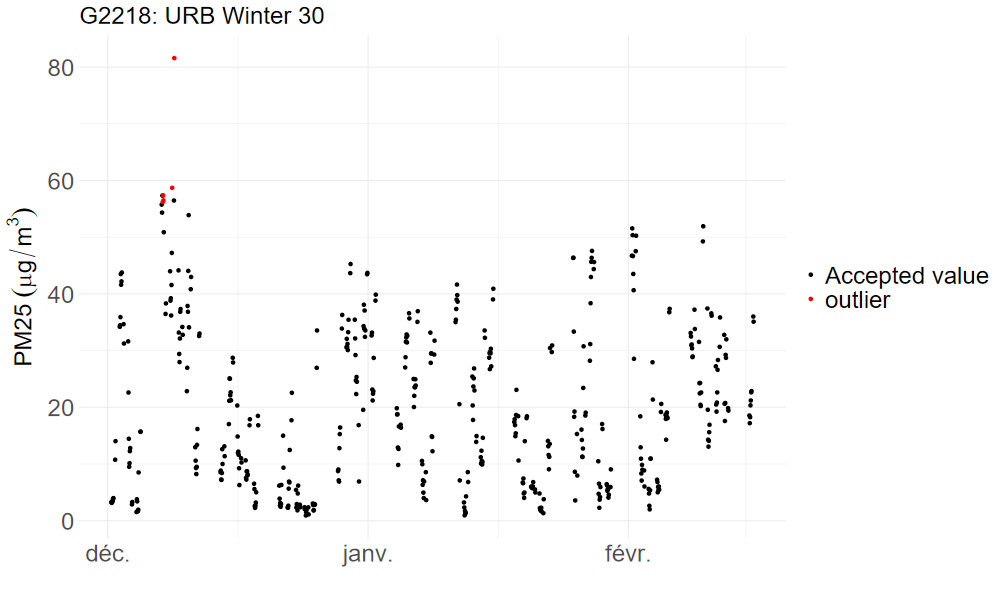 G2218: URB Winter 30
PM25 (μg/m³)
80
60
40
20
0
déc.
janv.
févr.
Accepted value
outlier